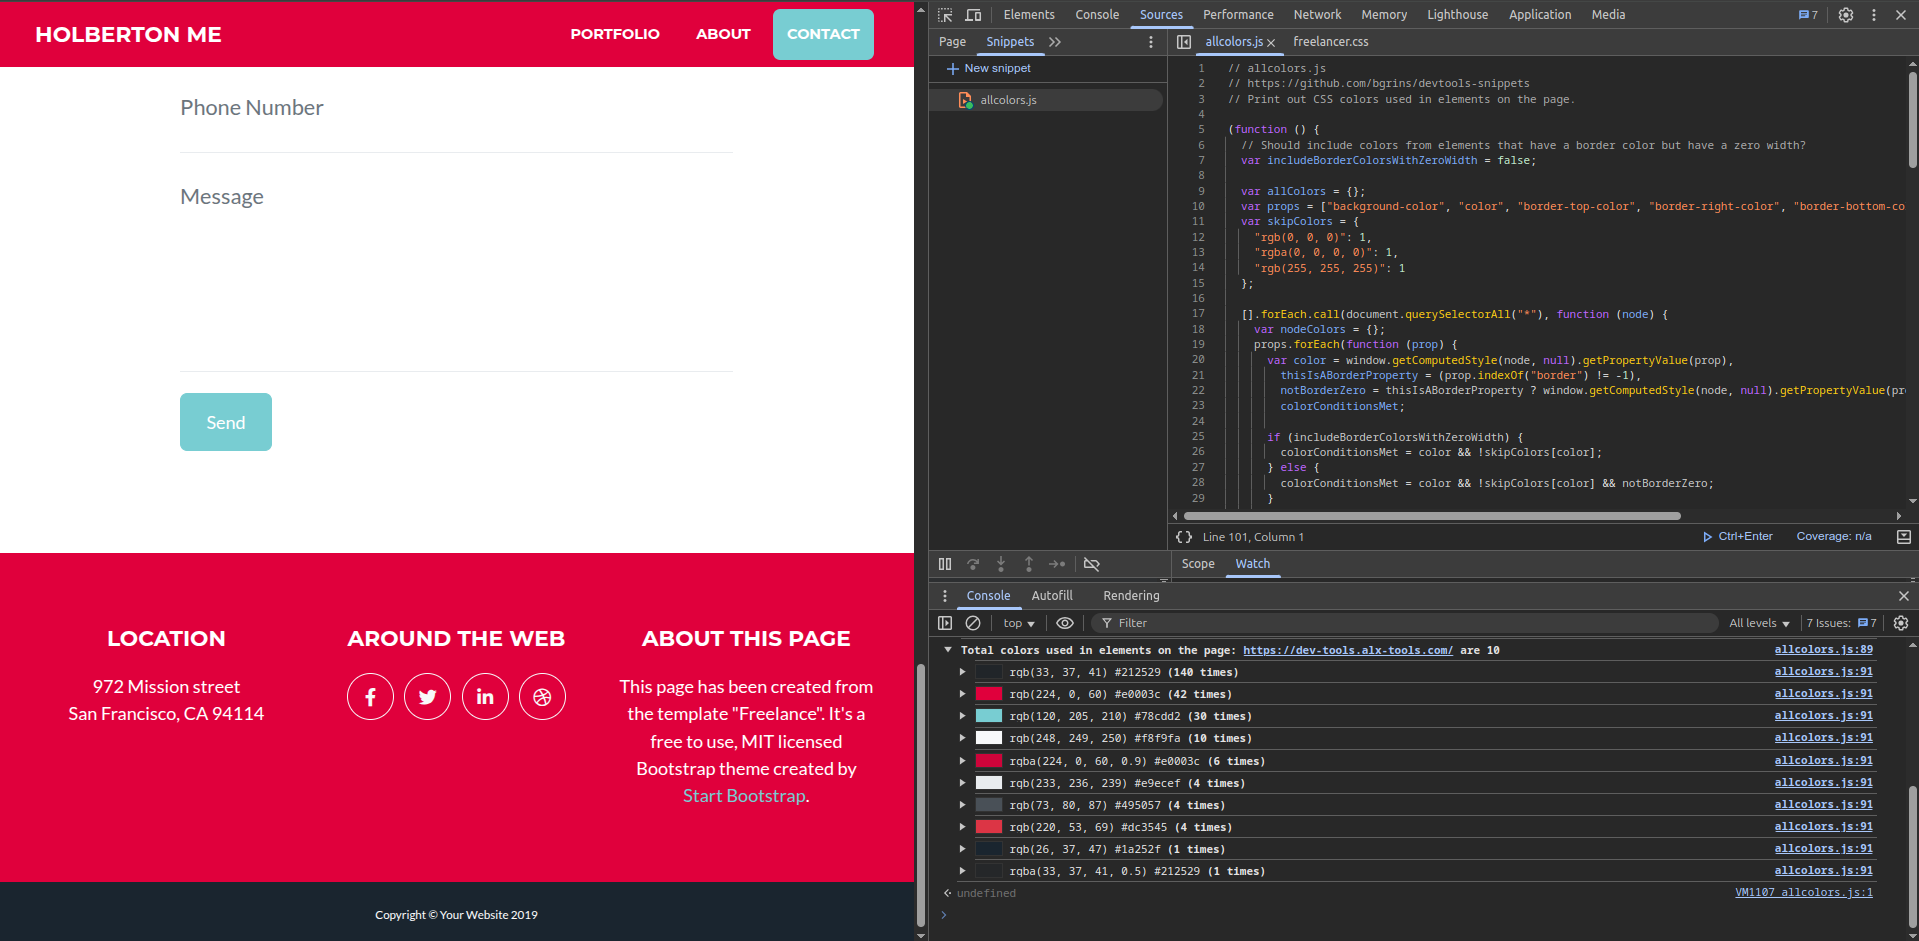 HOLBERTON ME
PORTFOLIO
ABOUT
CONTACT
Phone Number
Message
Send
LOCATION
972 Mission street
San Francisco, CA 94114
AROUND THE WEB
ABOUT THIS PAGE
This page has been created from
the template "Freelance". It's a
free to use, MIT licensed
Bootstrap theme created by
Start Bootstrap.
Copyright © Your Website 2019
Elements Console Sources Performance Network Memory Lighthouse Application Media 7
Page Snippets
New snippet
allcolors.js
allcolors.js freelancer.css
1 // allcolors.js
2 // https://github.com/bgrins/devtools-snippets
3 // Print out CSS colors used in elements on the page.
4
5 (function () {
6 // Should include colors from elements that have a border color but have a zero width?
7 var includeBorderColorsWithZeroWidth = false;
8
9 var allColors = {};
10 var props = ["background-color", "color", "border-top-color", "border-right-color", "border-bottom-co
11 var skipColors = {
12 "rgb(0, 0, 0)": 1,
13 "rgba(0, 0, 0, 0)": 1,
14 "rgb(255, 255, 255)": 1
15 };
16
17 [].forEach.call(document.querySelectorAll("*"), function (node) {
18 var nodeColors = {};
19 props.forEach(function (prop) {
20 var color = window.getComputedStyle(node, null).getPropertyValue(prop),
21 thisIsABorderProperty = (prop.indexOf("border") != -1),
22 notBorderZero = thisIsABorderProperty ? window.getComputedStyle(node, null).getPropertyValue(pr
23 colorConditionsMet;
24
25 if (includeBorderColorsWithZeroWidth) {
26 colorConditionsMet = color && !skipColors[color];
27 } else {
28 colorConditionsMet = color && !skipColors[color] && notBorderZero;
29 }
{} Line 101, Column 1 Ctrl+Enter Coverage: n/a
Scope Watch
Console Autofill Rendering
top Filter All levels 7 Issues: 7
Total colors used in elements on the page: https://dev-tools.alx-tools.com/ are 10 allcolors.js:89
rgb(33, 37, 41) #212529 (140 times) allcolors.js:91
rgb(224, 0, 60) #e0003c (42 times) allcolors.js:91
rgb(120, 205, 210) #78cdd2 (30 times) allcolors.js:91
rgb(248, 249, 250) #f8f9fa (10 times) allcolors.js:91
rgba(224, 0, 60, 0.9) #e0003c (6 times) allcolors.js:91
rgb(233, 236, 239) #e9ecef (4 times) allcolors.js:91
rgb(73, 80, 87) #495057 (4 times) allcolors.js:91
rgb(220, 53, 69) #dc3545 (4 times) allcolors.js:91
rgb(26, 37, 47) #1a252f (1 times) allcolors.js:91
rgba(33, 37, 41, 0.5) #212529 (1 times) allcolors.js:91
undefined VM1107 allcolors.js:1